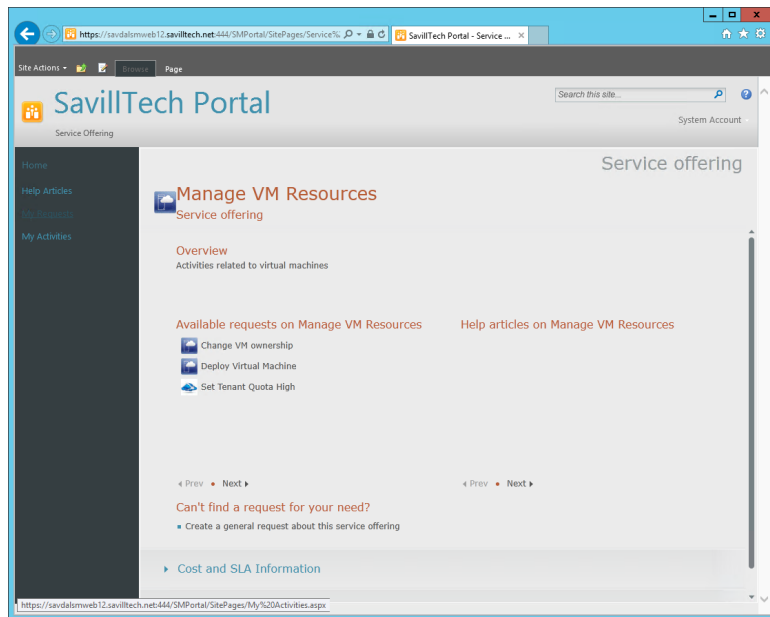 https://savdalsmweb12.savilltech.net:444/SMPortal/SitePages/Service%
SavillTech Portal - Service ...
Site Actions
Browse
Page
SavillTech Portal
Service Offering
Search this site...
System Account
Home
Help Articles
My Requests
My Activities
Service offering
Manage VM Resources
Service offering
Overview
Activities related to virtual machines
Available requests on Manage VM Resources
Change VM ownership
Deploy Virtual Machine
Set Tenant Quota High
Help articles on Manage VM Resources
Prev • Next
Prev • Next
Can't find a request for your need?
Create a general request about this service offering
Cost and SLA Information
https://savdalsmweb12.savilltech.net:444/SMPortal/SitePages/My%20Activities.aspx